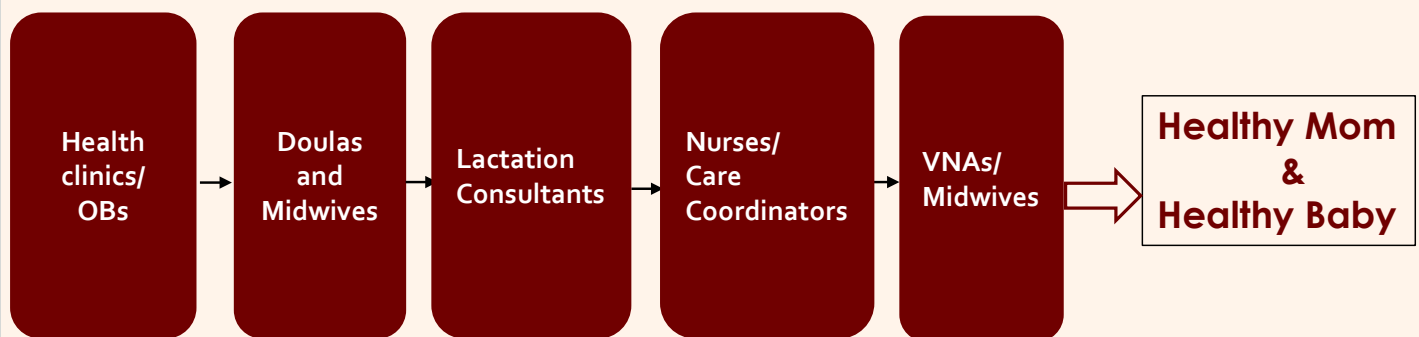 Health
clinics/
OBs
Doulas
and
Midwives
Lactation
Consultants
Nurses/
Care
Coordinators
VNAs/
Midwives
Healthy Mom
&
Healthy Baby